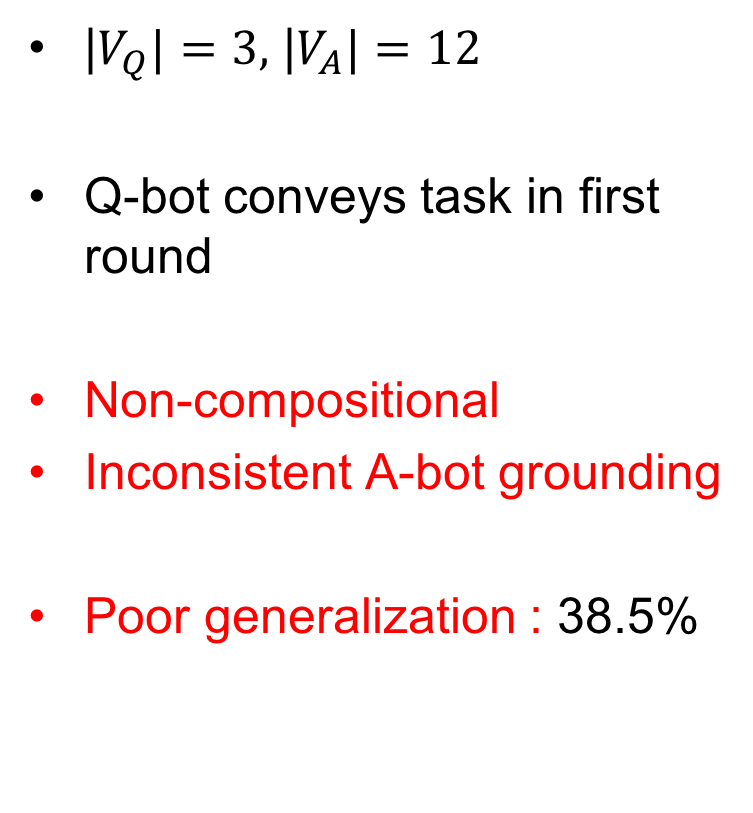 • |V_Q| = 3, |V_A| = 12
• Q-bot conveys task in first
round
• Non-compositional
• Inconsistent A-bot grounding
• Poor generalization : 38.5%